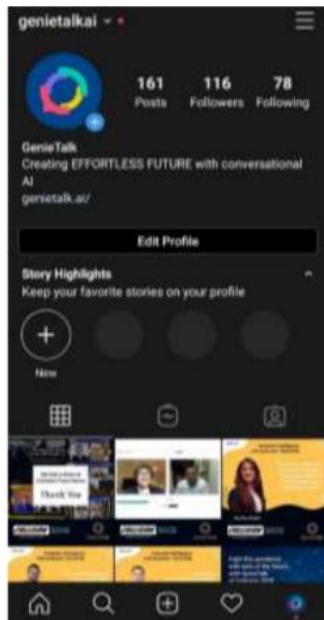 genietalkai
161 116 78
Posts Followers Following
GenieTalk
Creating EFFORTLESS FUTURE with conversational
AI
genietalk.ai/
Edit Profile
Story Highlights
Keep your favorite stories on your profile
New
Thank You